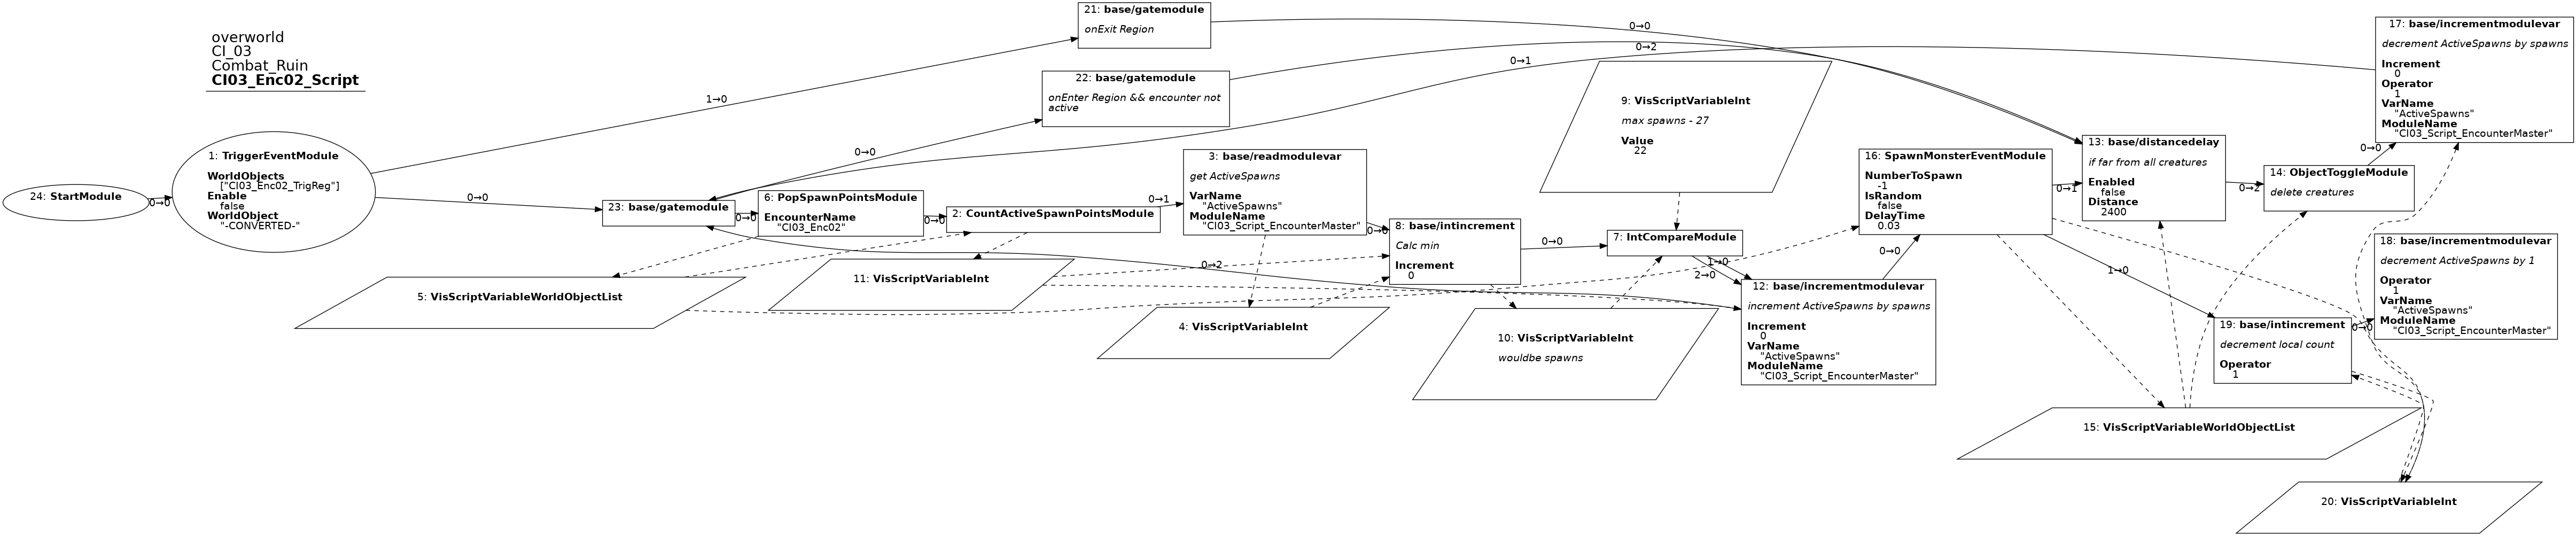 overworld
CI_03
Combat_Ruin
CI03_Enc02_Script
24: StartModule
0→0
1: TriggerEventModule
WorldObjects
["CI03_Enc02_TrigReg"]
Enable
false
WorldObject
"-CONVERTED-"
1→0
0→0
21: base/gatemodule
onExit Region
0→0
22: base/gatemodule
onEnter Region && encounter not
active
0→2
0→1
0→0
23: base/gatemodule
0→0
6: PopSpawnPointsModule
EncounterName
"CI03_Enc02"
0→0
2: CountActiveSpawnPointsModule
0→1
3: base/readmodulevar
get ActiveSpawns
VarName
"ActiveSpawns"
ModuleName
"CI03_Script_EncounterMaster"
0→0
5: VisScriptVariableWorldObjectList
11: VisScriptVariableInt
0→2
4: VisScriptVariableInt
8: base/intincrement
Calc min
Increment
0
0→0
9: VisScriptVariableInt
max spawns - 27
Value
22
7: IntCompareModule
1→0
2→0
10: VisScriptVariableInt
wouldbe spawns
12: base/incrementmodulevar
increment ActiveSpawns by spawns
Increment
0
VarName
"ActiveSpawns"
ModuleName
"CI03_Script_EncounterMaster"
0→0
16: SpawnMonsterEventModule
NumberToSpawn
-1
IsRandom
false
DelayTime
0.03
0→1
1→0
13: base/distancedelay
if far from all creatures
Enabled
false
Distance
2400
0→2
14: ObjectToggleModule
delete creatures
0→0
17: base/incrementmodulevar
decrement ActiveSpawns by spawns
Increment
0
Operator
1
VarName
"ActiveSpawns"
ModuleName
"CI03_Script_EncounterMaster"
18: base/incrementmodulevar
decrement ActiveSpawns by 1
Operator
1
VarName
"ActiveSpawns"
ModuleName
"CI03_Script_EncounterMaster"
19: base/intincrement
decrement local count
Operator
1
0→0
15: VisScriptVariableWorldObjectList
20: VisScriptVariableInt